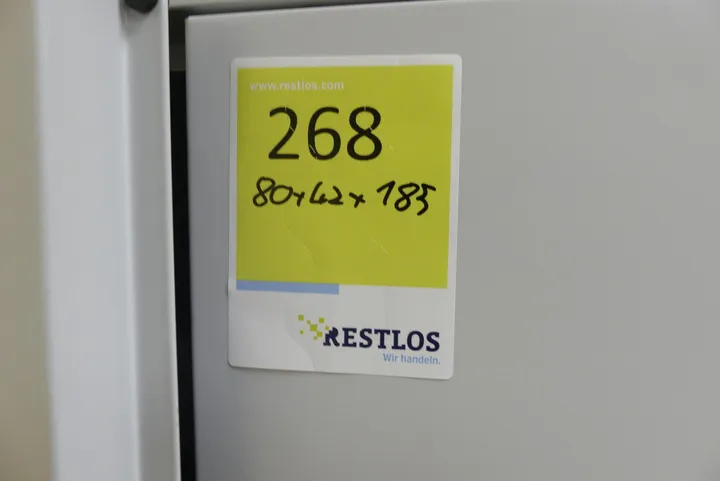 www.restlos.com
268
80x42x185
RESTLOS
Wir handeln.